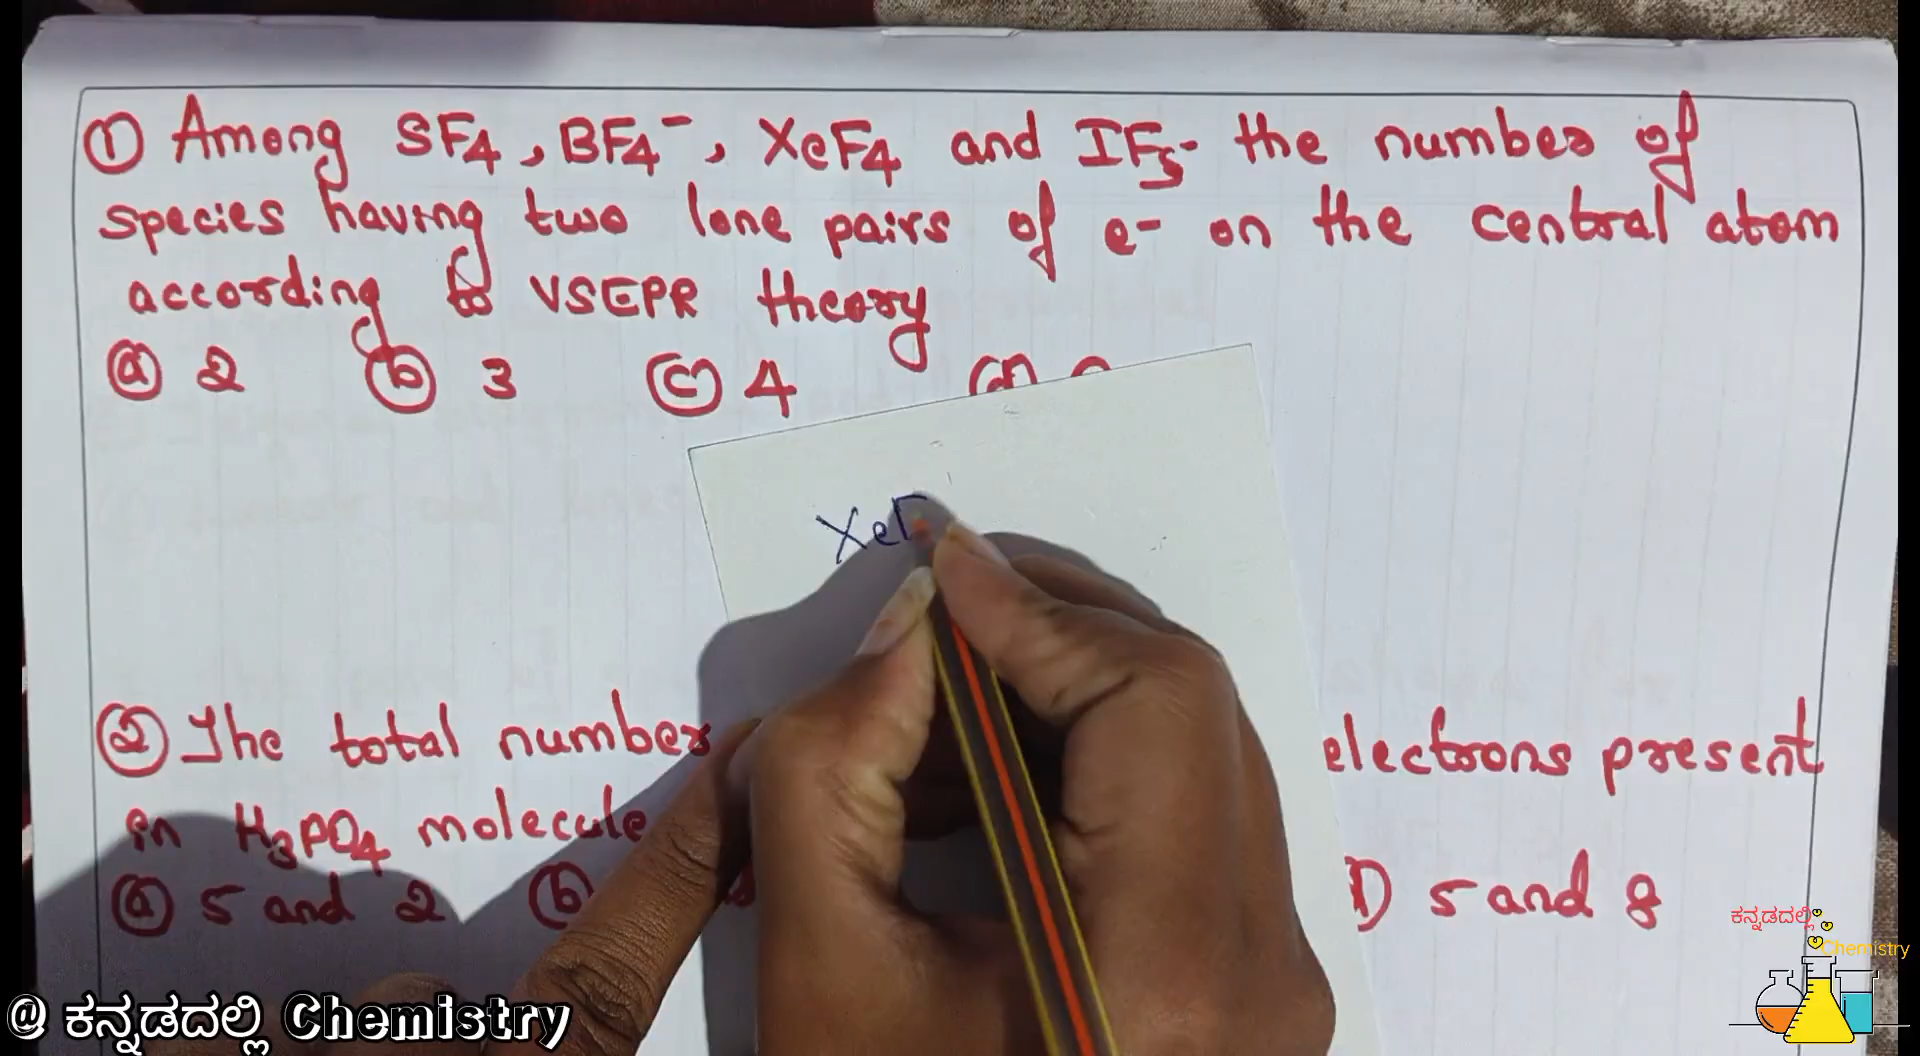 ① Among SF4, BF4⁻, XeF4 and IF5⁻ the number of
species having two lone pairs of e⁻ on the central atom
according to VSEPR theory
ⓐ 2 ⓑ 3 ⓒ 4 ⓓ
XeF
② The total number electrons present
in H3PO4 molecule
ⓐ 5 and 2 ⓑ D) 5 and 8
ಕನ್ನಡದಲ್ಲಿ
Chemistry
@ ಕನ್ನಡದಲ್ಲಿ Chemistry